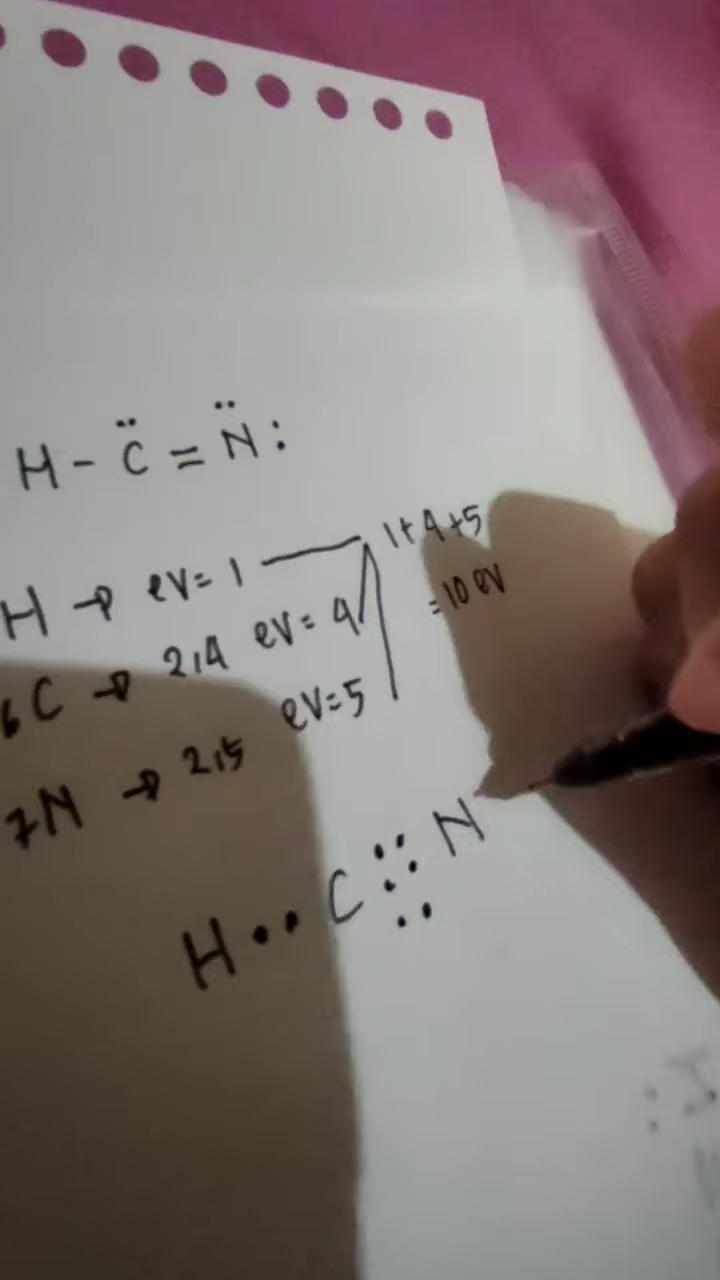 H - C̈ = N̈ :
H → eV = 1 1+4+5
6C → 2,4 eV = 4 = 10 eV
7N → 2,5 eV = 5
H •• C ⫶⫶ N
: I